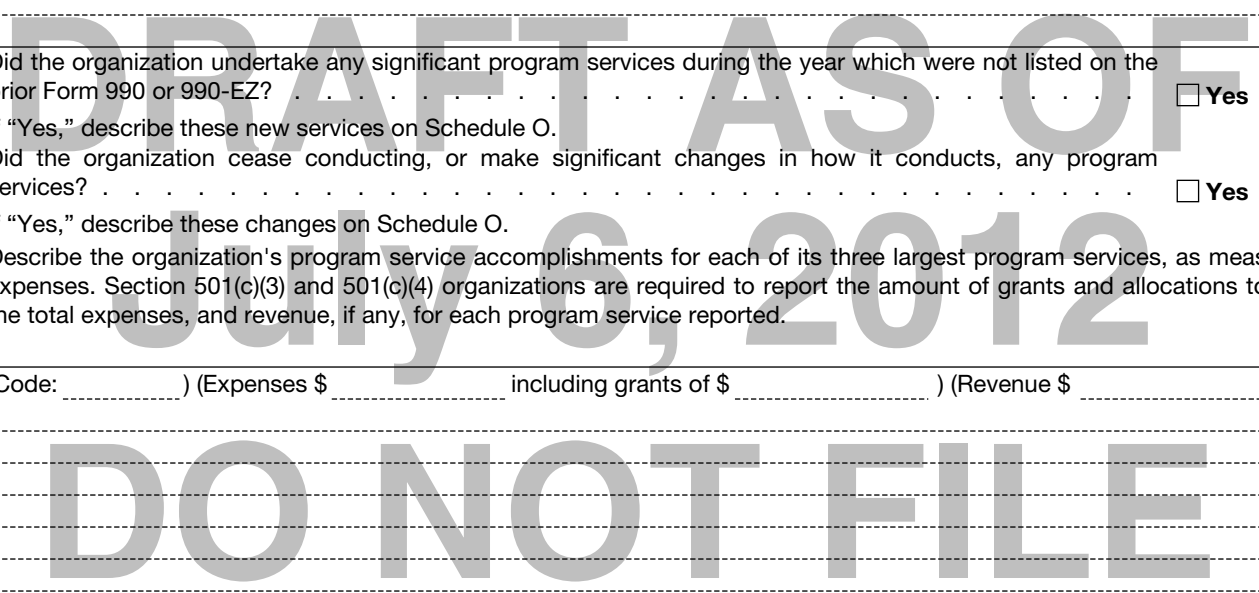 DRAFT AS OF
Did the organization undertake any significant program services during the year which were not listed on the
prior Form 990 or 990-EZ? . . . . . . . . . . . . . . . . . . . . . . . . . . . Yes
“Yes,” describe these new services on Schedule O.
Did the organization cease conducting, or make significant changes in how it conducts, any program
services? . . . . . . . . . . . . . . . . . . . . . . . . . . . . . . . . . Yes
“Yes,” describe these changes on Schedule O.
July 6, 2012
Describe the organization's program service accomplishments for each of its three largest program services, as meas
expenses. Section 501(c)(3) and 501(c)(4) organizations are required to report the amount of grants and allocations to
the total expenses, and revenue, if any, for each program service reported.
Code: ) (Expenses $ including grants of $ ) (Revenue $
DO NOT FILE